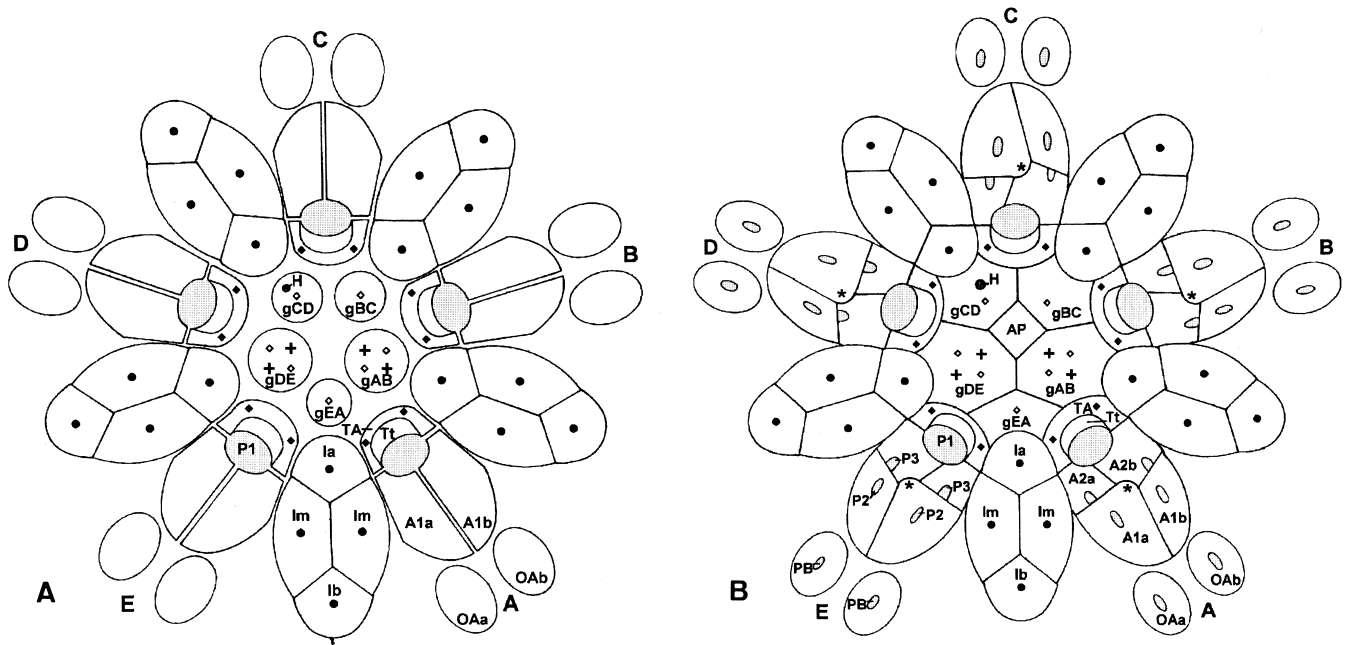 C
D
B
H
gCD
gBC
gDE
gAB
gEA
TA
Tt
P1
Ia
Im
Im
A1a
A1b
Ib
OAb
OAa
A
E
A
C
D
B
H
gCD
gBC
AP
gDE
gAB
gEA
TA
Tt
P1
Ia
P3
A2b
A2a
*
*
*
*
*
P3
P2
P2
Im
Im
A1b
A1a
Ib
PB
PB
OAb
OAa
A
E
B